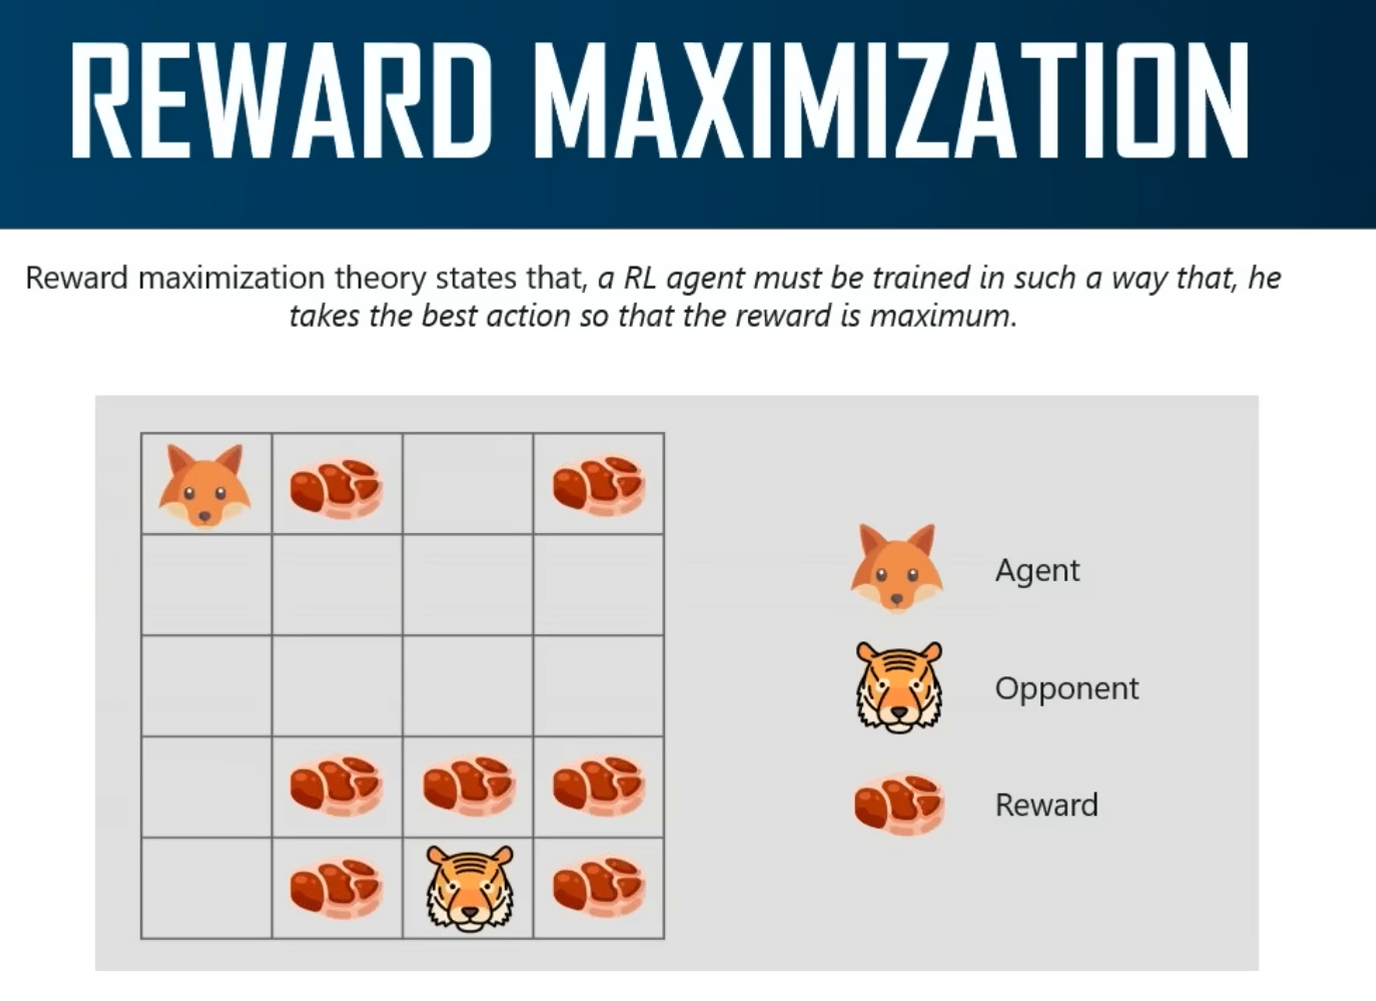 REWARD MAXIMIZATION
Reward maximization theory states that, a RL agent must be trained in such a way that, he
takes the best action so that the reward is maximum.
Agent
Opponent
Reward